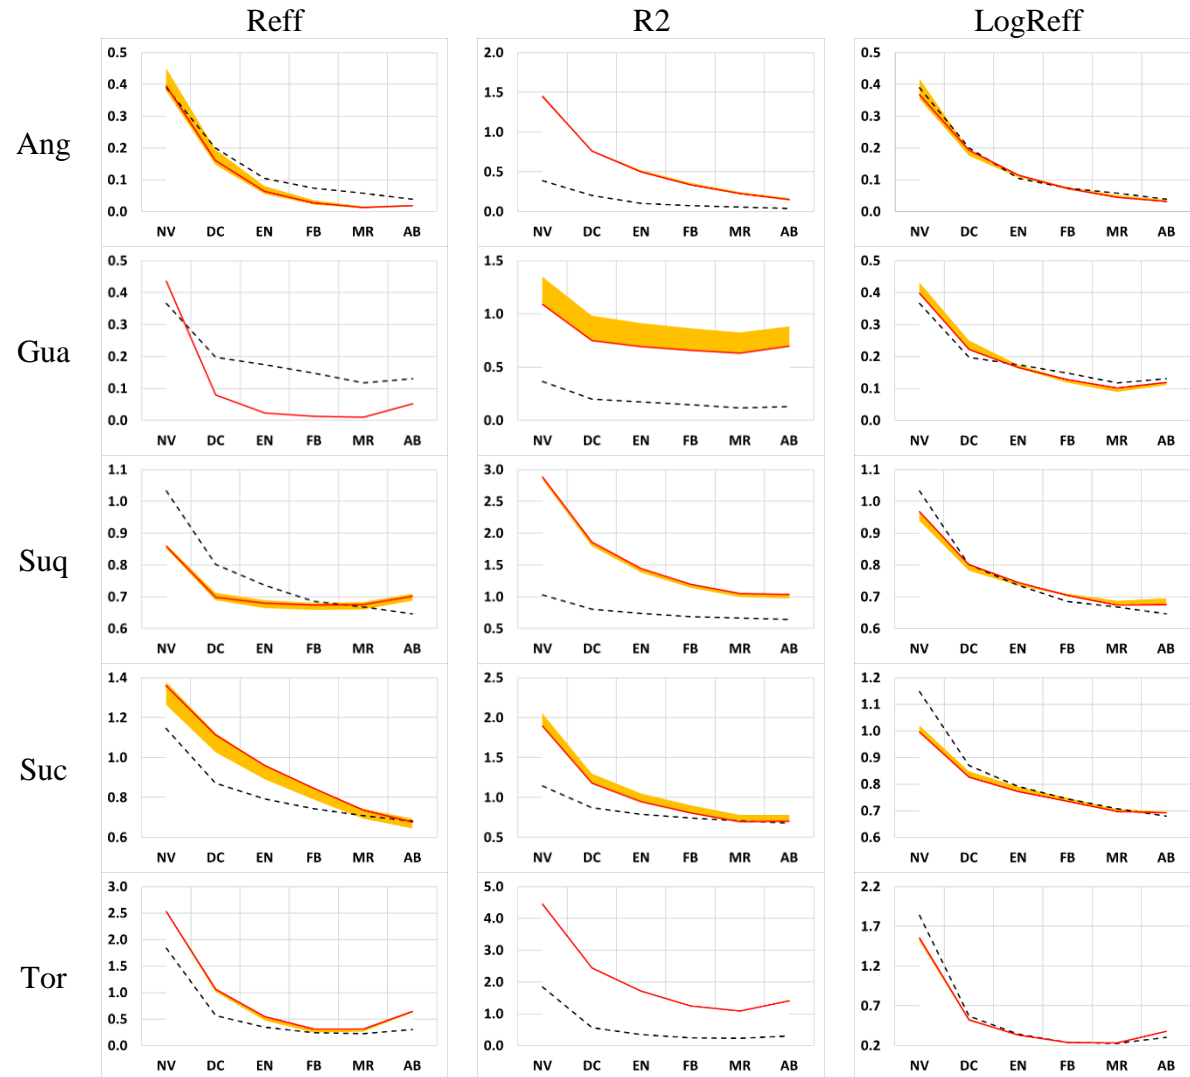 Reff R2 LogReff
Ang
0.5 2.0 0.5
0.4 1.5 0.4
0.3 1.0 0.3
0.2 0.5 0.2
0.1 0.0 0.1
0.0 0.0
NV DC EN FB MR AB NV DC EN FB MR AB NV DC EN FB MR AB
Gua
0.5 1.5 0.5
0.4 1.0 0.4
0.3 0.5 0.3
0.2 0.0 0.2
0.1 0.1
0.0 0.0
NV DC EN FB MR AB NV DC EN FB MR AB NV DC EN FB MR AB
Suq
1.1 3.0 1.1
1.0 2.5 1.0
0.9 2.0 0.9
0.8 1.5 0.8
0.7 1.0 0.7
0.6 0.5 0.6
NV DC EN FB MR AB NV DC EN FB MR AB NV DC EN FB MR AB
Suc
1.4 2.5 1.2
1.2 2.0 1.1
1.0 1.5 1.0
0.8 1.0 0.9
0.6 0.5 0.8
0.7
0.6
NV DC EN FB MR AB NV DC EN FB MR AB NV DC EN FB MR AB
Tor
3.0 5.0 2.2
2.5 4.0 1.7
2.0 3.0 1.2
1.5 2.0 0.7
1.0 1.0 0.2
0.5 0.0
0.0
NV DC EN FB MR AB NV DC EN FB MR AB NV DC EN FB MR AB